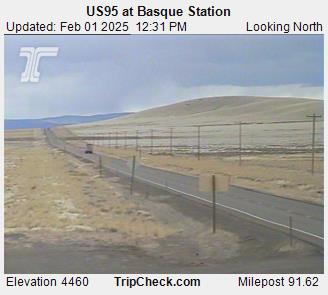 US95 at Basque Station
Updated: Feb 01 2025 12:31 PM Looking North
Elevation 4460 TripCheck.com Milepost 91.62